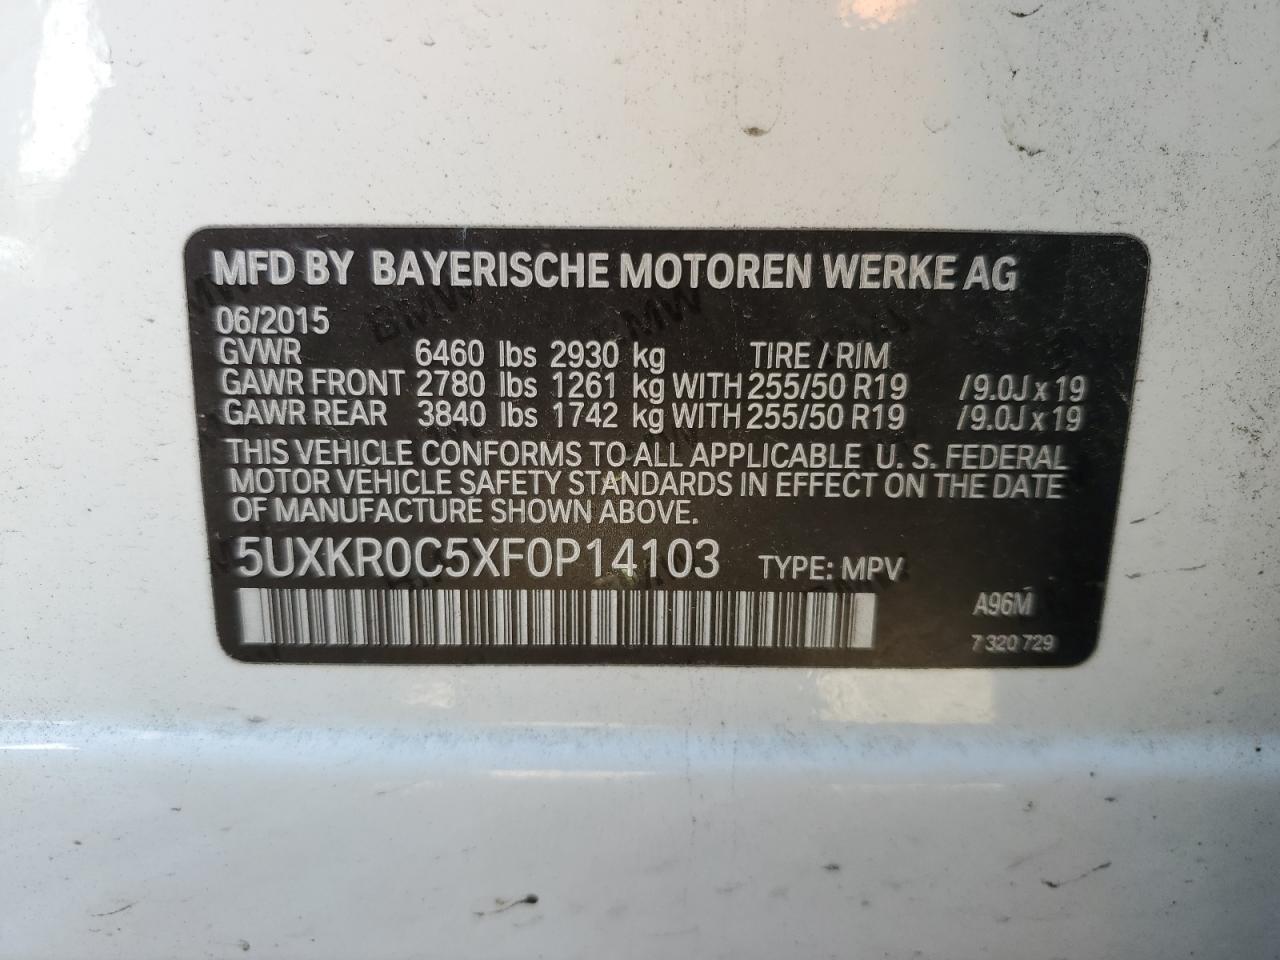 MFD BY BAYERISCHE MOTOREN WERKE AG
06/2015
GVWR 6460 lbs 2930 kg TIRE / RIM
GAWR FRONT 2780 lbs 1261 kg WITH 255/50 R19 /9.0J x 19
GAWR REAR 3840 lbs 1742 kg WITH 255/50 R19 /9.0J x 19
THIS VEHICLE CONFORMS TO ALL APPLICABLE U. S. FEDERAL
MOTOR VEHICLE SAFETY STANDARDS IN EFFECT ON THE DATE
OF MANUFACTURE SHOWN ABOVE.
5UXKR0C5XF0P14103 TYPE: MPV
A96M
7 320 729